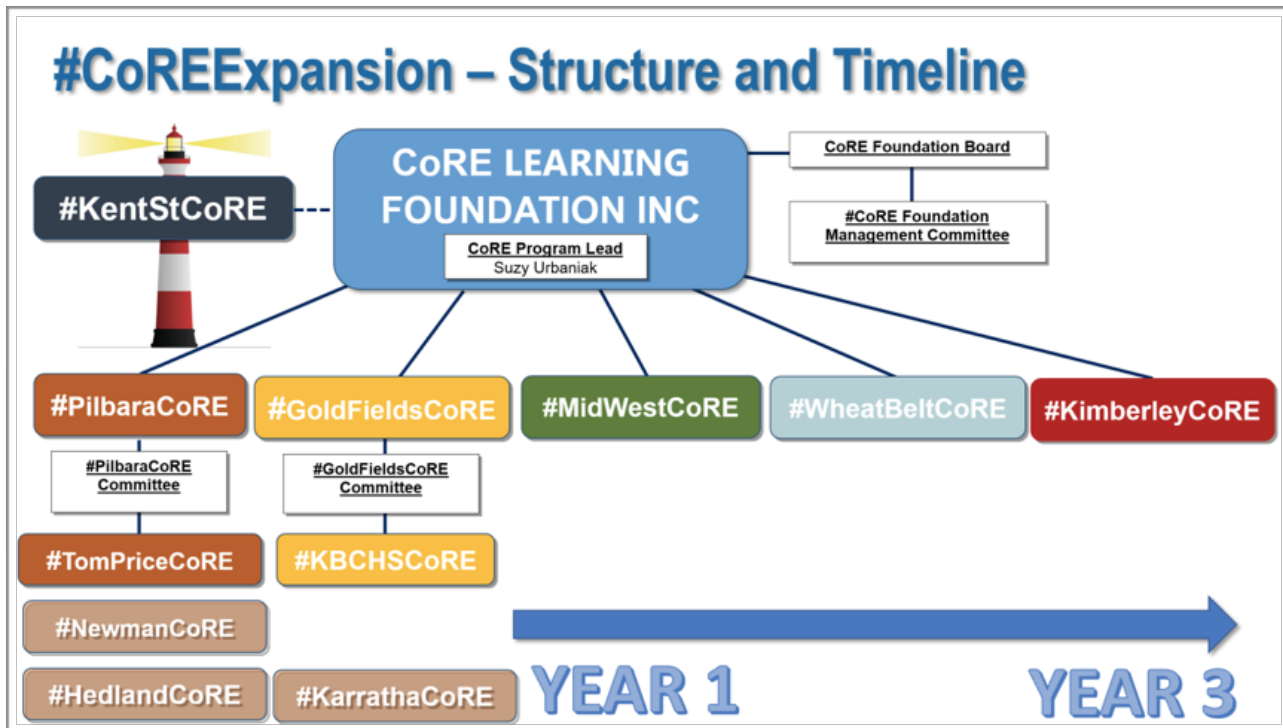 #CoREExpansion – Structure and Timeline
#KentStCoRE
CoRE LEARNING
FOUNDATION INC
CoRE Program Lead
Suzy Urbaniak
CoRE Foundation Board
#CoRE Foundation
Management Committee
#PilbaraCoRE
#GoldFieldsCoRE
#MidWestCoRE
#WheatBeltCoRE
#KimberleyCoRE
#PilbaraCoRE
Committee
#GoldFieldsCoRE
Committee
#TomPriceCoRE
#KBCHSCoRE
#NewmanCoRE
#HedlandCoRE
#KarrathaCoRE
YEAR 1
YEAR 3